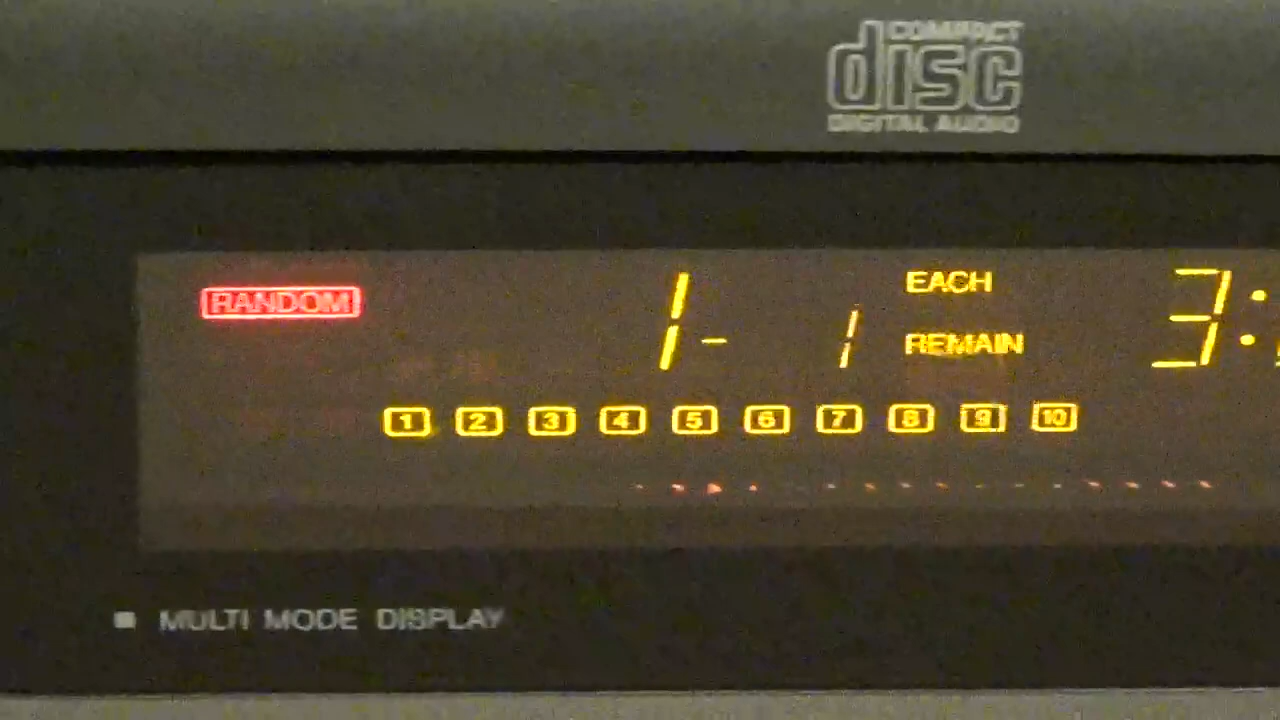 COMPACT
disc
DIGITAL AUDIO
RANDOM
1- 1
EACH
REMAIN
3:
1 2 3 4 5 6 7 8 9 10
MULTI MODE DISPLAY